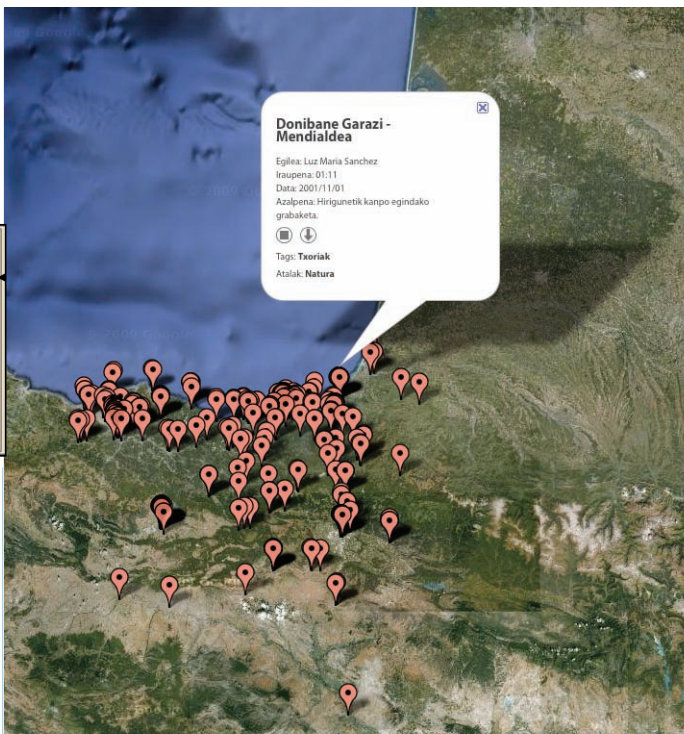 Donibane Garazi -
Mendialdea
Egilea: Luz Maria Sanchez
Iraupena: 01:11
Data: 2001/11/01
Azalpena: Hirigunetik kanpo egindako
grabaketa.
Tags: Txoriak
Atalak: Natura